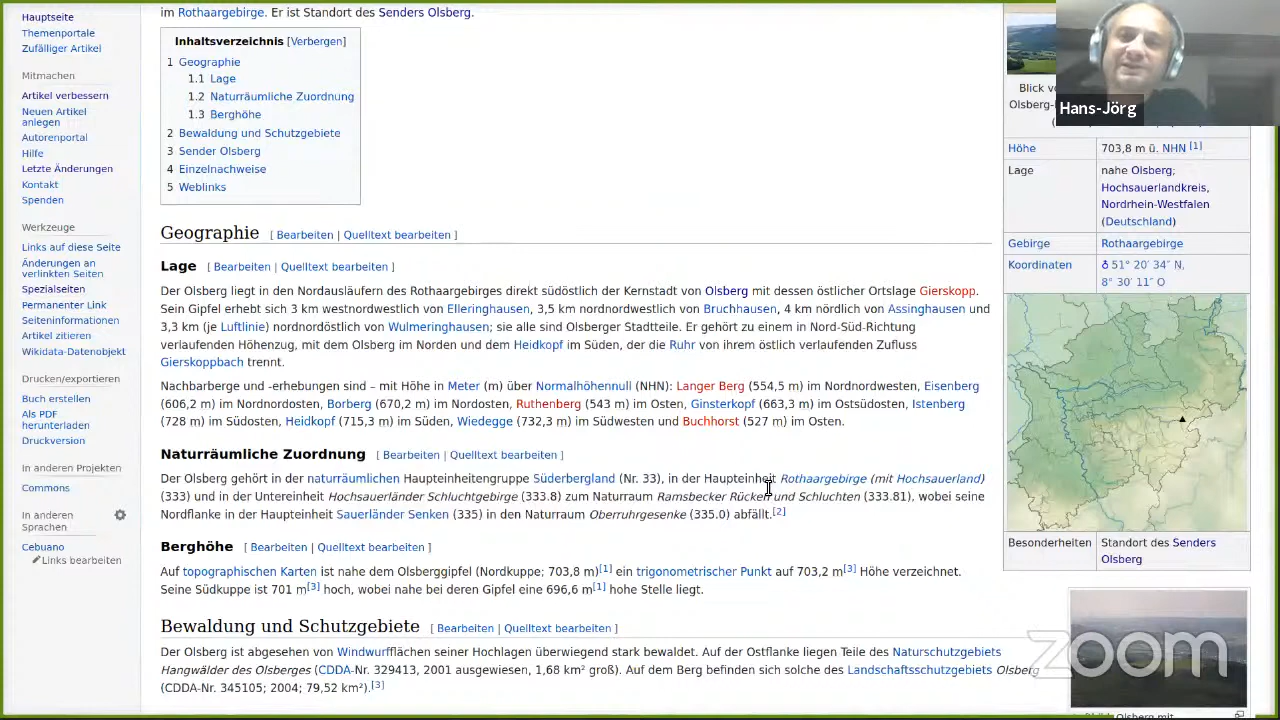 Hauptseite
Themenportale
Zufälliger Artikel
Mitmachen
Artikel verbessern
Neuen Artikel
anlegen
Autorenportal
Hilfe
Letzte Änderungen
Kontakt
Spenden
Werkzeuge
Links auf diese Seite
Änderungen an
verlinkten Seiten
Spezialseiten
Permanenter Link
Seiteninformationen
Artikel zitieren
Wikidata-Datenobjekt
Drucken/exportieren
Buch erstellen
Als PDF
herunterladen
Druckversion
In anderen Projekten
Commons
In anderen
Sprachen
Cebuano
Links bearbeiten
im Rothaargebirge. Er ist Standort des Senders Olsberg.
Inhaltsverzeichnis [Verbergen]
1 Geographie
1.1 Lage
1.2 Naturräumliche Zuordnung
1.3 Berghöhe
2 Bewaldung und Schutzgebiete
3 Sender Olsberg
4 Einzelnachweise
5 Weblinks
Geographie [ Bearbeiten | Quelltext bearbeiten ]
Lage [ Bearbeiten | Quelltext bearbeiten ]
Der Olsberg liegt in den Nordausläufern des Rothaargebirges direkt südöstlich der Kernstadt von Olsberg mit dessen östlicher Ortslage Gierskopp.
Sein Gipfel erhebt sich 3 km westnordwestlich von Elleringhausen, 3,5 km nordwestlich von Bruchhausen, 4 km nördlich von Assinghausen und
3,3 km (je Luftlinie) nordnordöstlich von Wulmeringhausen; sie alle sind Olsberger Stadtteile. Er gehört zu einem in Nord-Süd-Richtung
verlaufenden Höhenzug, mit dem Olsberg im Norden und dem Heidkopf im Süden, der die Ruhr von ihrem östlich verlaufenden Zufluss
Gierskoppbach trennt.
Nachbarberge und -erhebungen sind – mit Höhe in Meter (m) über Normalhöhennull (NHN): Langer Berg (554,5 m) im Nordnordwesten, Eisenberg
(606,2 m) im Nordnordosten, Borberg (670,2 m) im Nordosten, Ruthenberg (543 m) im Osten, Ginsterkopf (663,3 m) im Ostsüdosten, Istenberg
(728 m) im Südosten, Heidkopf (715,3 m) im Süden, Wiedegge (732,3 m) im Südwesten und Buchhorst (527 m) im Osten.
Naturräumliche Zuordnung [ Bearbeiten | Quelltext bearbeiten ]
Der Olsberg gehört in der naturräumlichen Haupteinheitengruppe Süderbergland (Nr. 33), in der Haupteinheit Rothaargebirge (mit Hochsauerland)
(333) und in der Untereinheit Hochsauerländer Schluchtgebirge (333.8) zum Naturraum Ramsbecker Rücken und Schluchten (333.81), wobei seine
Nordflanke in der Haupteinheit Sauerländer Senken (335) in den Naturraum Oberruhrgesenke (335.0) abfällt.[2]
Berghöhe [ Bearbeiten | Quelltext bearbeiten ]
Auf topographischen Karten ist nahe dem Olsberggipfel (Nordkuppe; 703,8 m)[1] ein trigonometrischer Punkt auf 703,2 m[3] Höhe verzeichnet.
Seine Südkuppe ist 701 m[3] hoch, wobei nahe bei deren Gipfel eine 696,6 m[1] hohe Stelle liegt.
Bewaldung und Schutzgebiete [ Bearbeiten | Quelltext bearbeiten ]
Der Olsberg ist abgesehen von Windwurfflächen seiner Hochlagen überwiegend stark bewaldet. Auf der Ostflanke liegen Teile des Naturschutzgebiets
Hangwälder des Olsberges (CDDA-Nr. 329413, 2001 ausgewiesen, 1,68 km² groß). Auf dem Berg befinden sich solche des Landschaftsschutzgebiets Olsberg
(CDDA-Nr. 345105; 2004; 79,52 km²).[3]
Hans-Jörg
Höhe 703,8 m ü. NHN [1]
Lage nahe Olsberg;
Hochsauerlandkreis,
Nordrhein-Westfalen
(Deutschland)
Gebirge Rothaargebirge
Koordinaten 51° 20′ 34″ N,
8° 30′ 11″ O
Besonderheiten Standort des Senders
Olsberg
zoom